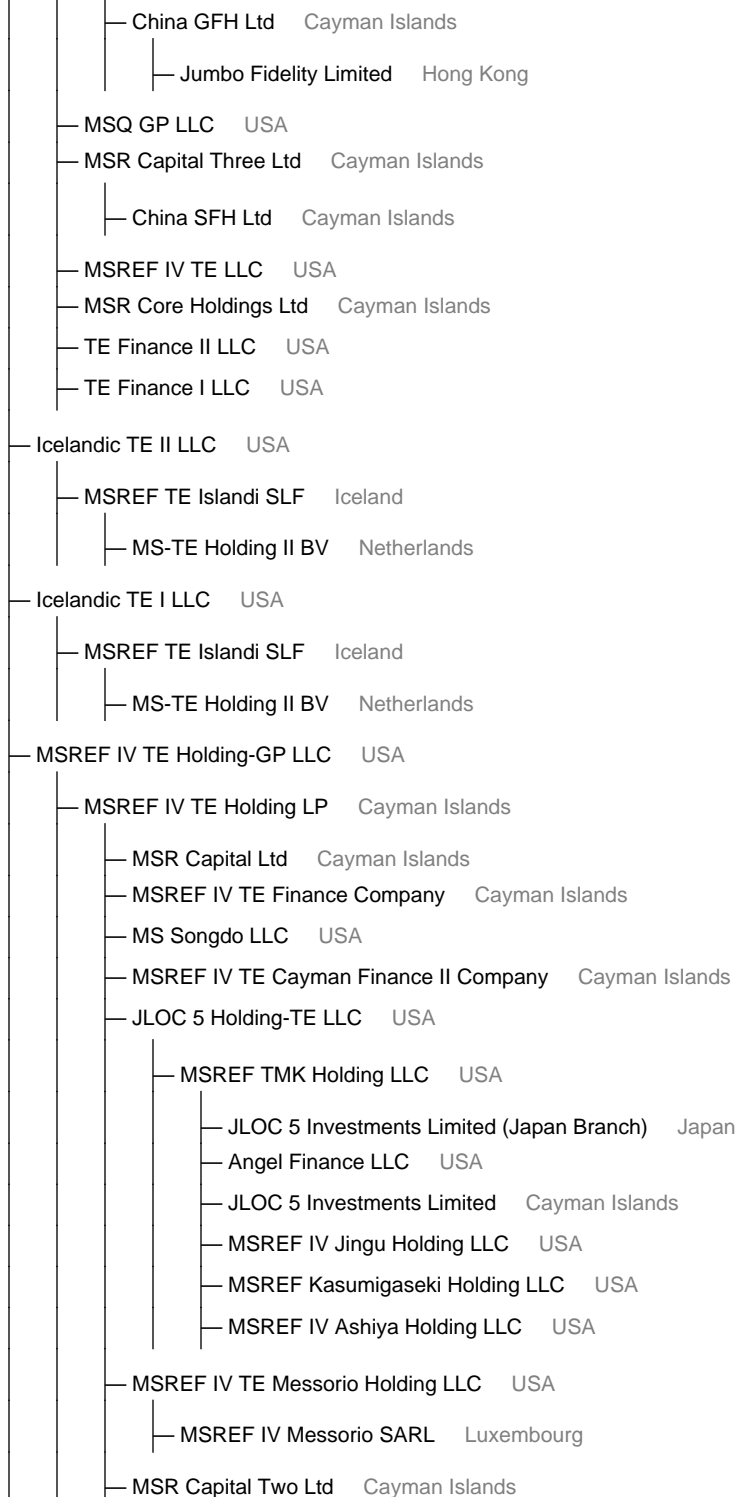 China GFH Ltd Cayman Islands
Jumbo Fidelity Limited Hong Kong
MSQ GP LLC USA
MSR Capital Three Ltd Cayman Islands
China SFH Ltd Cayman Islands
MSREF IV TE LLC USA
MSR Core Holdings Ltd Cayman Islands
TE Finance II LLC USA
TE Finance I LLC USA
Icelandic TE II LLC USA
MSREF TE Islandi SLF Iceland
MS-TE Holding II BV Netherlands
Icelandic TE I LLC USA
MSREF TE Islandi SLF Iceland
MS-TE Holding II BV Netherlands
MSREF IV TE Holding-GP LLC USA
MSREF IV TE Holding LP Cayman Islands
MSR Capital Ltd Cayman Islands
MSREF IV TE Finance Company Cayman Islands
MS Songdo LLC USA
MSREF IV TE Cayman Finance II Company Cayman Islands
JLOC 5 Holding-TE LLC USA
MSREF TMK Holding LLC USA
JLOC 5 Investments Limited (Japan Branch) Japan
Angel Finance LLC USA
JLOC 5 Investments Limited Cayman Islands
MSREF IV Jingu Holding LLC USA
MSREF Kasumigaseki Holding LLC USA
MSREF IV Ashiya Holding LLC USA
MSREF IV TE Messorio Holding LLC USA
MSREF IV Messorio SARL Luxembourg
MSR Capital Two Ltd Cayman Islands